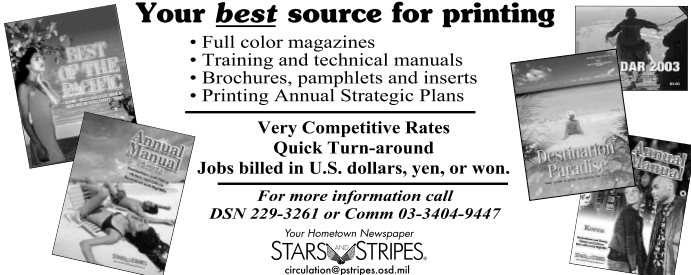 Your best source for printing
• Full color magazines
• Training and technical manuals
• Brochures, pamphlets and inserts
• Printing Annual Strategic Plans
Very Competitive Rates
Quick Turn-around
Jobs billed in U.S. dollars, yen, or won.
For more information call
DSN 229-3261 or Comm 03-3404-9447
Your Hometown Newspaper
STARS AND STRIPES®
circulation@pstripes.osd.mil
BEST
OF THE
PACIFIC
Annual
Manual
DAR 2003
Destination
Paradise
Annual
Manual
Korea